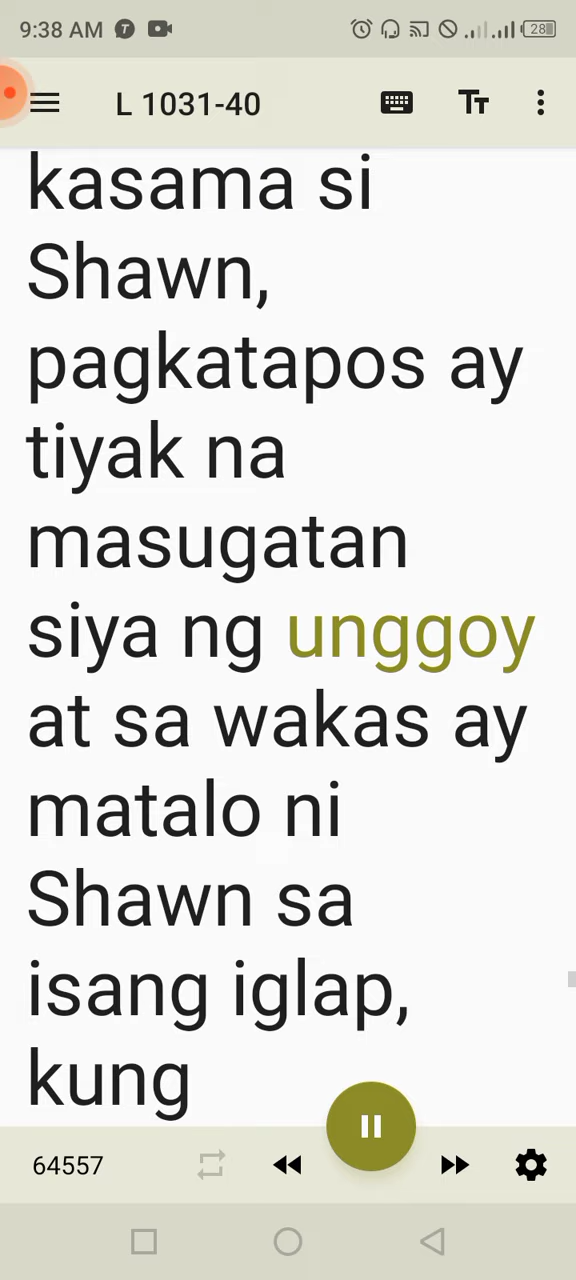 9:38 AM
28
L 1031-40
kasama si
Shawn,
pagkatapos ay
tiyak na
masugatan
siya ng unggoy
at sa wakas ay
matalo ni
Shawn sa
isang iglap,
kung
64557